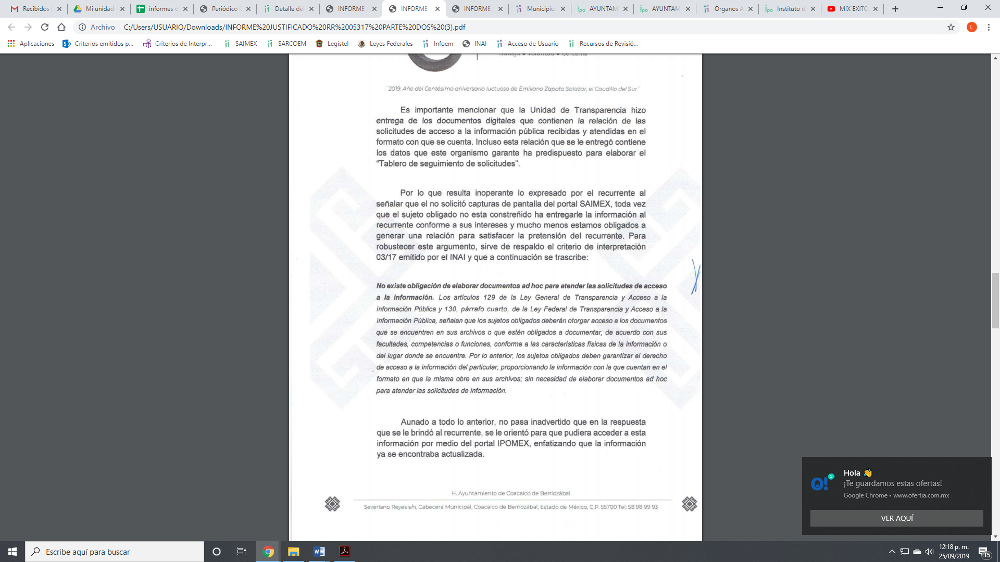 Recibidos
Mi unidad
informes d
Periódico
Detalle del
INFORME
INFORME
INFORME
Municipios
AYUNTAM
AYUNTAM
Órganos A
Instituto d
MIX EXITO
Archivo | C:/Users/USUARIO/Downloads/INFORME%20JUSTIFICADO%20RR%2005317%20PARTE%20DOS%20(3).pdf
L
Aplicaciones Criterios emitidos p... Criterios de Interpr... SAIMEX SARCOEM Legistel Leyes Federales Infoem INAI Acceso de Usuario Recursos de Revisió...
Trabajo ♥ Voluntad ♥ Cercanía
"2019. Año del Centésimo aniversario luctuoso de Emiliano Zapata Salazar, el Caudillo del Sur"
Es importante mencionar que la Unidad de Transparencia hizo
entrega de los documentos digitales que contienen la relación de las
solicitudes de acceso a la información pública recibidas y atendidas en el
formato con que se cuenta. Incluso esta relación que se le entregó contiene
los datos que este organismo garante ha predispuesto para elaborar el
“Tablero de seguimiento de solicitudes”.
Por lo que resulta inoperante lo expresado por el recurrente al
señalar que el no solicitó capturas de pantalla del portal SAIMEX, toda vez
que el sujeto obligado no esta constreñido ha entregarle la información al
recurrente conforme a sus intereses y mucho menos estamos obligados a
generar una relación para satisfacer la pretensión del recurrente. Para
robustecer este argumento, sirve de respaldo el criterio de interpretación
03/17 emitido por el INAI y que a continuación se trascribe:
No existe obligación de elaborar documentos ad hoc para atender las solicitudes de acceso
a la información. Los artículos 129 de la Ley General de Transparencia y Acceso a la
Información Pública y 130, párrafo cuarto, de la Ley Federal de Transparencia y Acceso a la
Información Pública, señalan que los sujetos obligados deberán otorgar acceso a los documentos
que se encuentren en sus archivos o que estén obligados a documentar, de acuerdo con sus
facultades, competencias o funciones, conforme a las características físicas de la información o
del lugar donde se encuentre. Por lo anterior, los sujetos obligados deben garantizar el derecho
de acceso a la información del particular, proporcionando la información con la que cuentan en el
formato en que la misma obre en sus archivos; sin necesidad de elaborar documentos ad hoc
para atender las solicitudes de información.
Aunado a todo lo anterior, no pasa inadvertido que en la respuesta
que se le brindó al recurrente, se le orientó para que pudiera acceder a esta
información por medio del portal IPOMEX, enfatizando que la información
ya se encontraba actualizada.
H. Ayuntamiento de Coacalco de Berriozábal
Severiano Reyes s/n, Cabecera Municipal, Coacalco de Berriozábal, Estado de México, C.P. 55700 Tel: 58 98 99 93
O!
Hola 👏
¡Te guardamos estas ofertas!
Google Chrome • www.ofertia.com.mx
VER AQUÍ
Escribe aquí para buscar
12:18 p. m.
25/09/2019
35